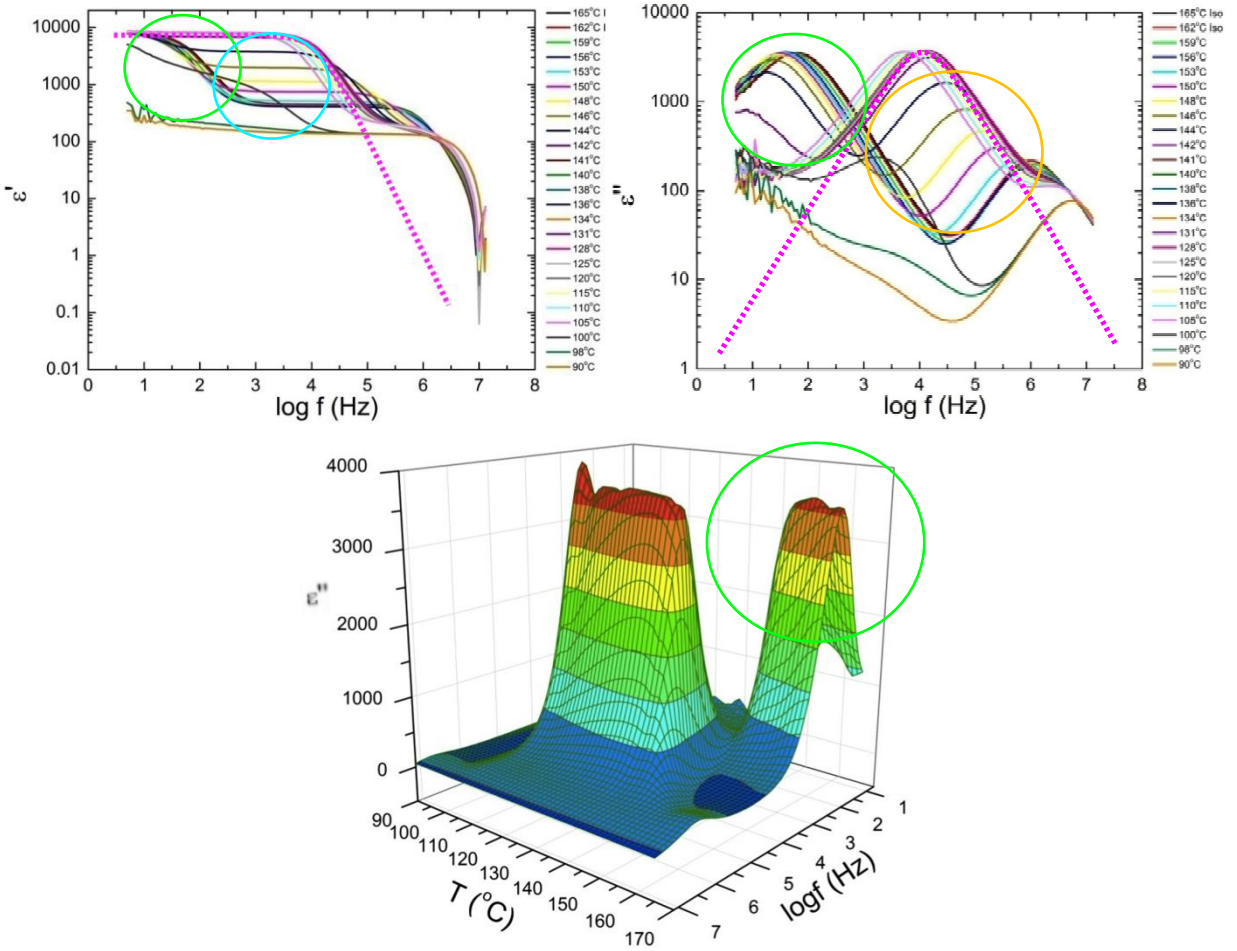 10000
1000
100
10
1
0.1
0.01
ε'
0 1 2 3 4 5 6 7 8
log f (Hz)
165°C I
162°C I
159°C
156°C
153°C
150°C
148°C
146°C
144°C
142°C
141°C
140°C
138°C
136°C
134°C
131°C
128°C
125°C
120°C
115°C
110°C
105°C
100°C
98°C
90°C
10000
1000
100
10
1
ε"
0 1 2 3 4 5 6 7 8
log f (Hz)
165°C Iso
162°C Iso
159°C
156°C
153°C
150°C
148°C
146°C
144°C
142°C
141°C
140°C
138°C
136°C
134°C
131°C
128°C
125°C
120°C
115°C
110°C
105°C
100°C
98°C
90°C
4000
3000
2000
1000
0
ε"
90 100 110 120 130 140 150 160 170
T (°C)
1 2 3 4 5 6 7
logf (Hz)